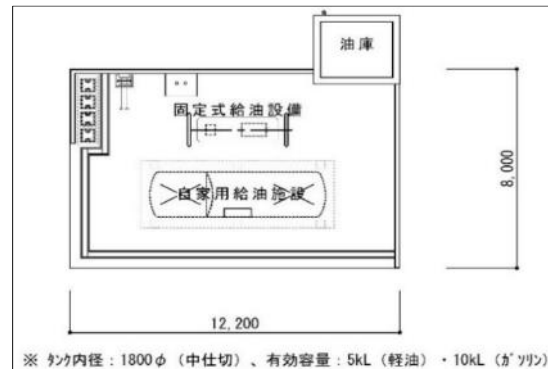 油庫
固定式給油設備
自家用給油施設
8,000
12,200
※ タンク内径：1800φ（中仕切）、有効容量：5kL（軽油）・10kL（ガソリン）